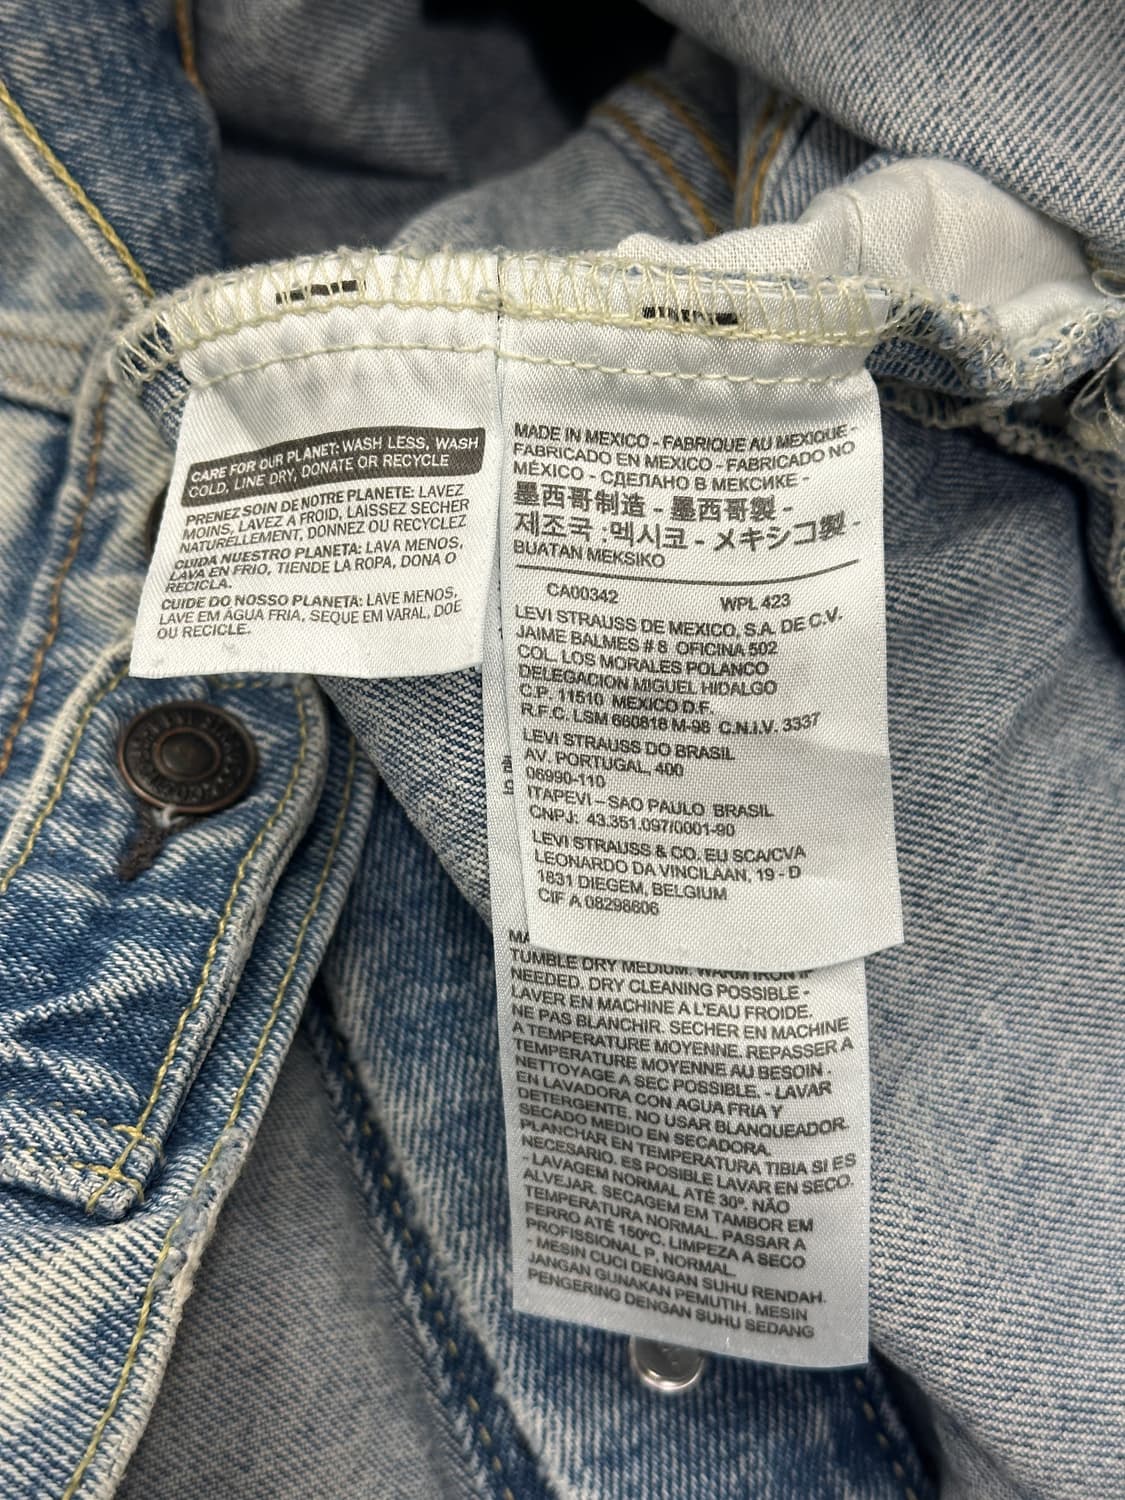 CARE FOR OUR PLANET: WASH LESS, WASH
COLD, LINE DRY, DONATE OR RECYCLE
PRENEZ SOIN DE NOTRE PLANETE: LAVEZ
MOINS, LAVEZ A FROID, LAISSEZ SECHER
NATURELLEMENT, DONNEZ OU RECYCLEZ
CUIDA NUESTRO PLANETA: LAVA MENOS,
LAVA EN FRIO, TIENDE LA ROPA, DONA O
RECICLA.
CUIDE DO NOSSO PLANETA: LAVE MENOS,
LAVE EM ÁGUA FRIA, SEQUE EM VARAL, DOE
OU RECICLE.
MADE IN MEXICO - FABRIQUE AU MEXIQUE -
FABRICADO EN MEXICO - FABRICADO NO
MÉXICO - СДЕЛАНО В МЕКСИКЕ -
墨西哥制造 - 墨西哥製 -
제조국 :멕시코 - メキシコ製 -
BUATAN MEKSIKO
CA00342 WPL 423
LEVI STRAUSS DE MEXICO, S.A. DE C.V.
JAIME BALMES # 8 OFICINA 502
COL. LOS MORALES POLANCO
DELEGACION MIGUEL HIDALGO
C.P. 11510 MEXICO D.F.
R.F.C. LSM 660818 M-98 C.N.I.V. 3337
LEVI STRAUSS DO BRASIL
AV. PORTUGAL, 400
06990-110
ITAPEVI – SAO PAULO BRASIL
CNPJ: 43.351.097/0001-90
LEVI STRAUSS & CO. EU SCA/CVA
LEONARDO DA VINCILAAN, 19 - D
1831 DIEGEM, BELGIUM
CIF A 08298606
TUMBLE DRY MEDIUM. WARM IRON IF
NEEDED. DRY CLEANING POSSIBLE -
LAVER EN MACHINE A L'EAU FROIDE.
NE PAS BLANCHIR. SECHER EN MACHINE
A TEMPERATURE MOYENNE. REPASSER A
TEMPERATURE MOYENNE AU BESOIN.
NETTOYAGE A SEC POSSIBLE. - LAVAR
EN LAVADORA CON AGUA FRIA Y
DETERGENTE. NO USAR BLANQUEADOR.
SECADO MEDIO EN SECADORA.
PLANCHAR EN TEMPERATURA TIBIA SI ES
NECESARIO. ES POSIBLE LAVAR EN SECO.
- LAVAGEM NORMAL ATÉ 30º. NÃO
ALVEJAR. SECAGEM EM TAMBOR EM
TEMPERATURA NORMAL. PASSAR A
FERRO ATÉ 150ºC. LIMPEZA A SECO
PROFISSIONAL P, NORMAL.
- MESIN CUCI DENGAN SUHU RENDAH.
JANGAN GUNAKAN PEMUTIH. MESIN
PENGERING DENGAN SUHU SEDANG